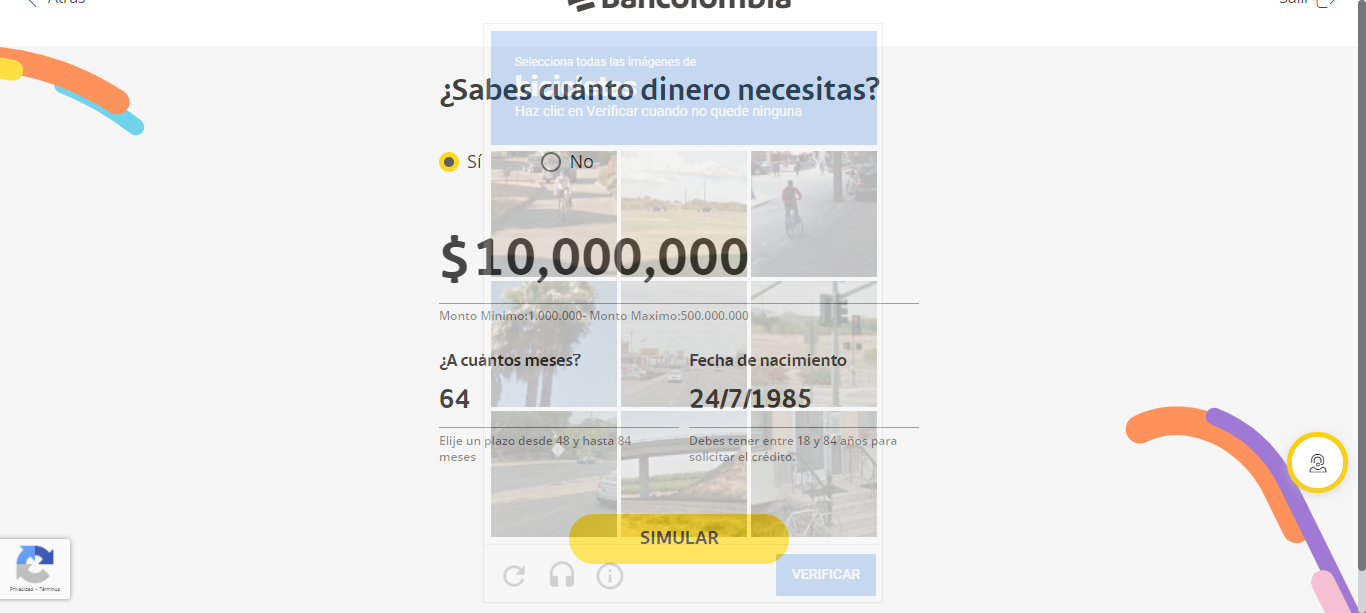 Atrás
Bancolombia
Salir
Selecciona todas las imágenes de
bicicletas
¿Sabes cuánto dinero necesitas?
Haz clic en Verificar cuando no quede ninguna
Sí
No
$10,000,000
Monto Minimo:1.000.000- Monto Maximo:500.000.000
¿A cuántos meses?
Fecha de nacimiento
64
24/7/1985
Elije un plazo desde 48 y hasta 84
meses
Debes tener entre 18 y 84 años para
solicitar el crédito.
SIMULAR
VERIFICAR
Privacidad • Términos